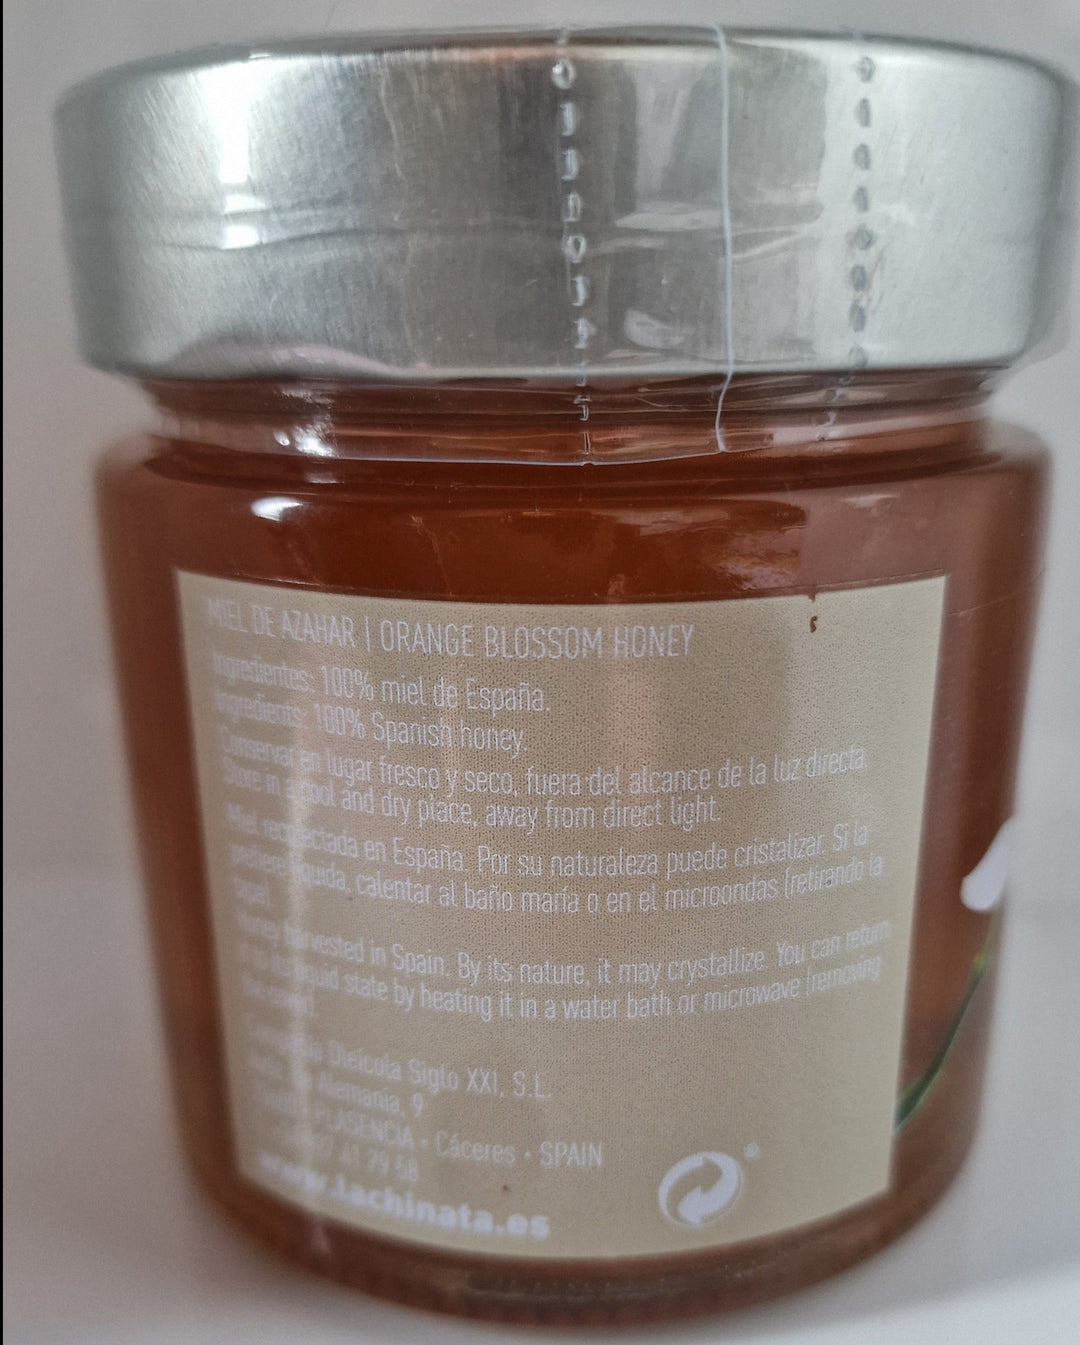 MIEL DE AZAHAR | ORANGE BLOSSOM HONEY
Ingredientes: 100% miel de España.
Ingredients: 100% Spanish honey.
Conservar en lugar fresco y seco, fuera del alcance de la luz directa.
Store in a cool and dry place, away from direct light.
Miel recolectada en España. Por su naturaleza puede cristalizar. Si la
prefiere líquida, calentar al baño maría o en el microondas (retirando la
Honey harvested in Spain. By its nature, it may crystallize. You can return
it to its liquid state by heating it in a water bath or microwave (removing
Oleícola Siglo XXI, S.L.
Alemania, 9
PLASENCIA · Cáceres · SPAIN
41 79 58
www.lachinata.es